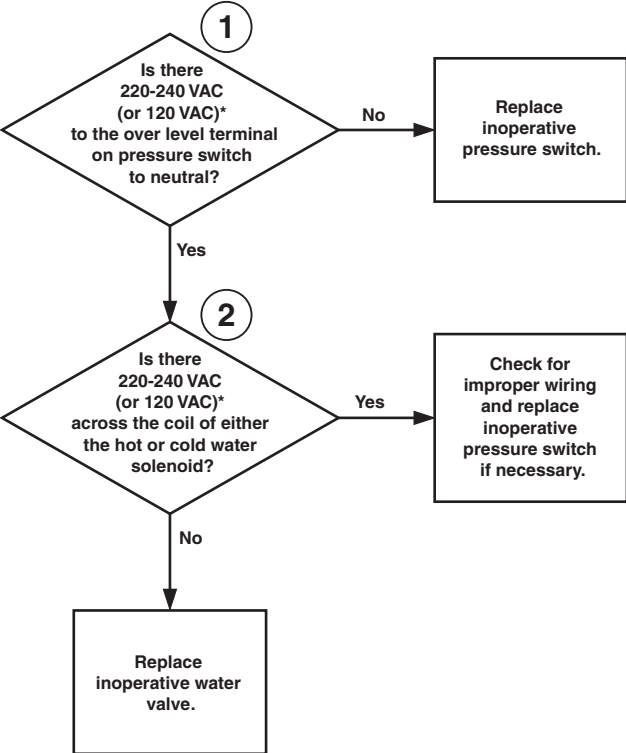 1
Is there
220-240 VAC
(or 120 VAC)*
to the over level terminal
on pressure switch
to neutral?
No
Replace
inoperative
pressure switch.
Yes
2
Is there
220-240 VAC
(or 120 VAC)*
across the coil of either
the hot or cold water
solenoid?
Yes
Check for
improper wiring
and replace
inoperative
pressure switch
if necessary.
No
Replace
inoperative water
valve.